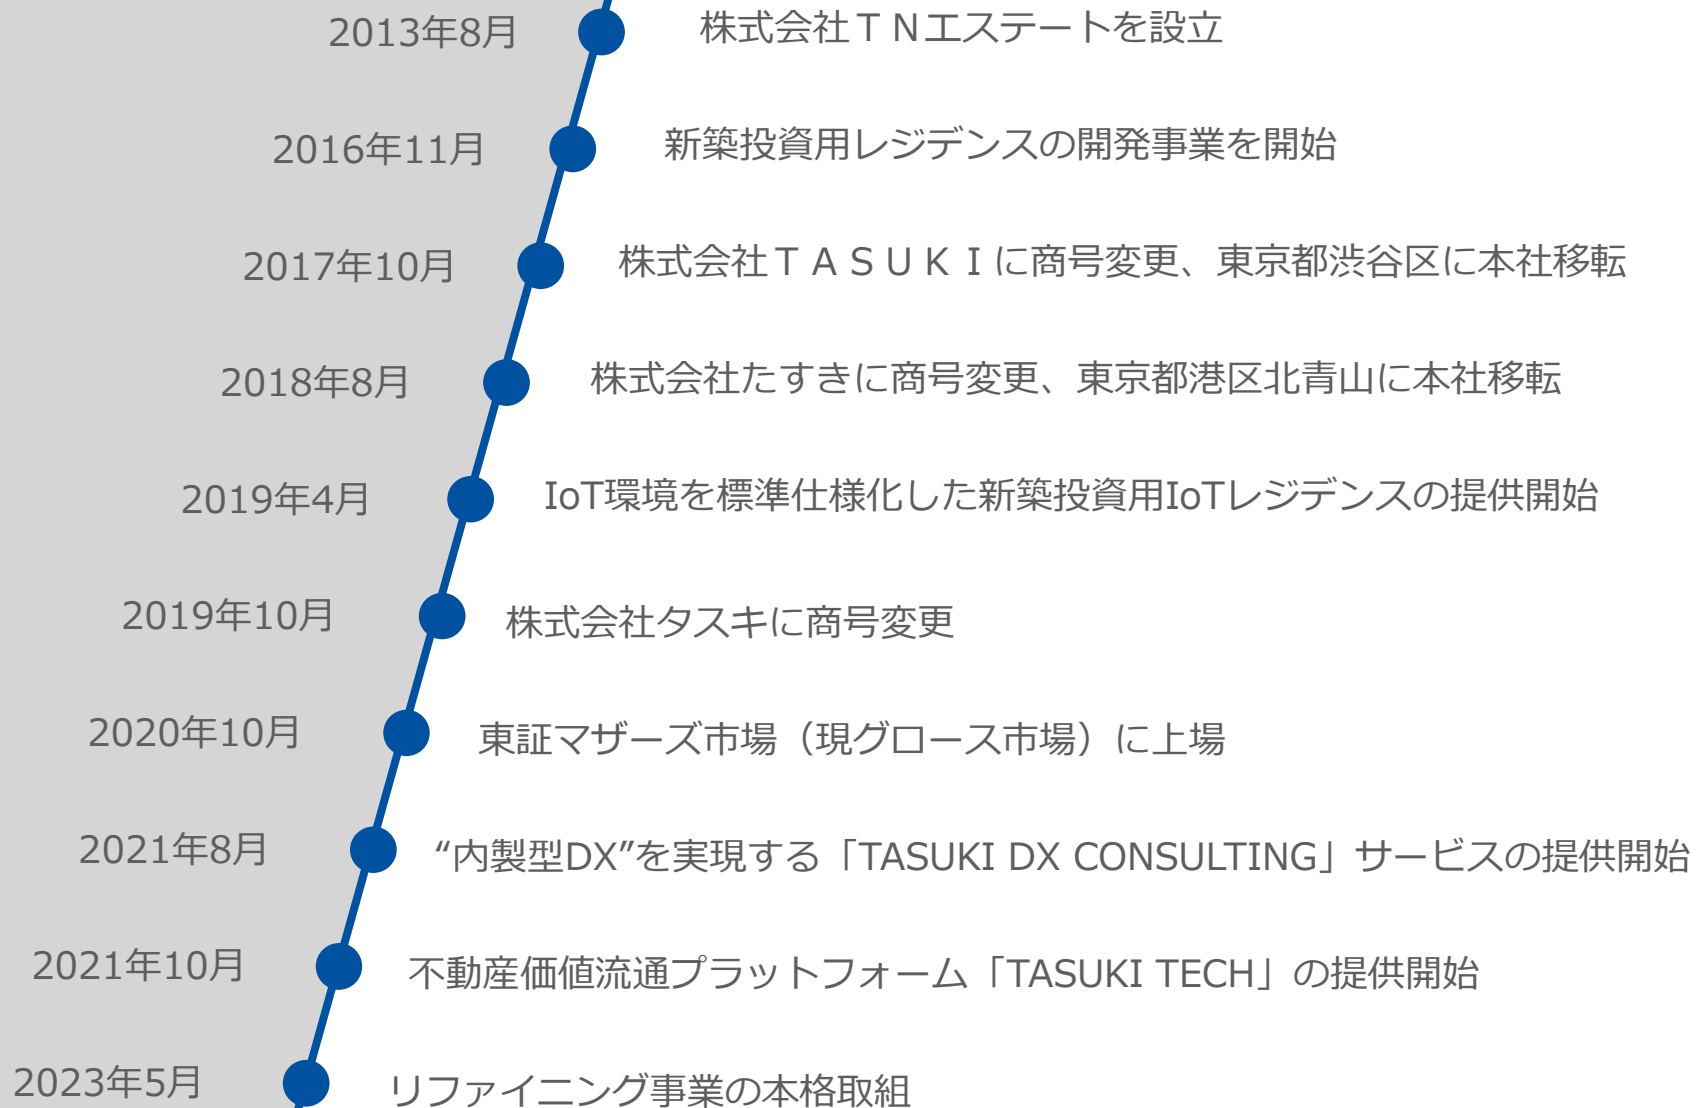 2013年8月 株式会社ＴＮエステートを設立
2016年11月 新築投資用レジデンスの開発事業を開始
2017年10月 株式会社ＴＡＳＵＫＩに商号変更、東京都渋谷区に本社移転
2018年8月 株式会社たすきに商号変更、東京都港区北青山に本社移転
2019年4月 IoT環境を標準仕様化した新築投資用IoTレジデンスの提供開始
2019年10月 株式会社タスキに商号変更
2020年10月 東証マザーズ市場（現グロース市場）に上場
2021年8月 “内製型DX”を実現する「TASUKI DX CONSULTING」サービスの提供開始
2021年10月 不動産価値流通プラットフォーム「TASUKI TECH」の提供開始
2023年5月 リファイニング事業の本格取組